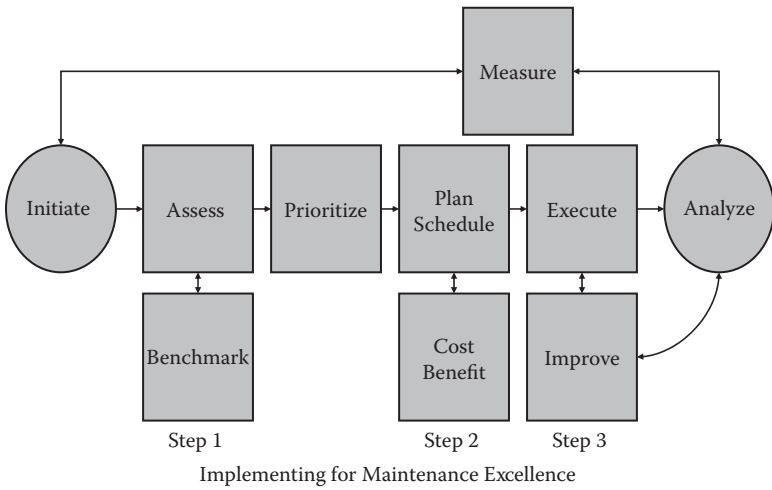 Measure
Initiate
Assess
Prioritize
Plan
Schedule
Execute
Analyze
Benchmark
Cost
Benefit
Improve
Step 1
Step 2
Step 3
Implementing for Maintenance Excellence